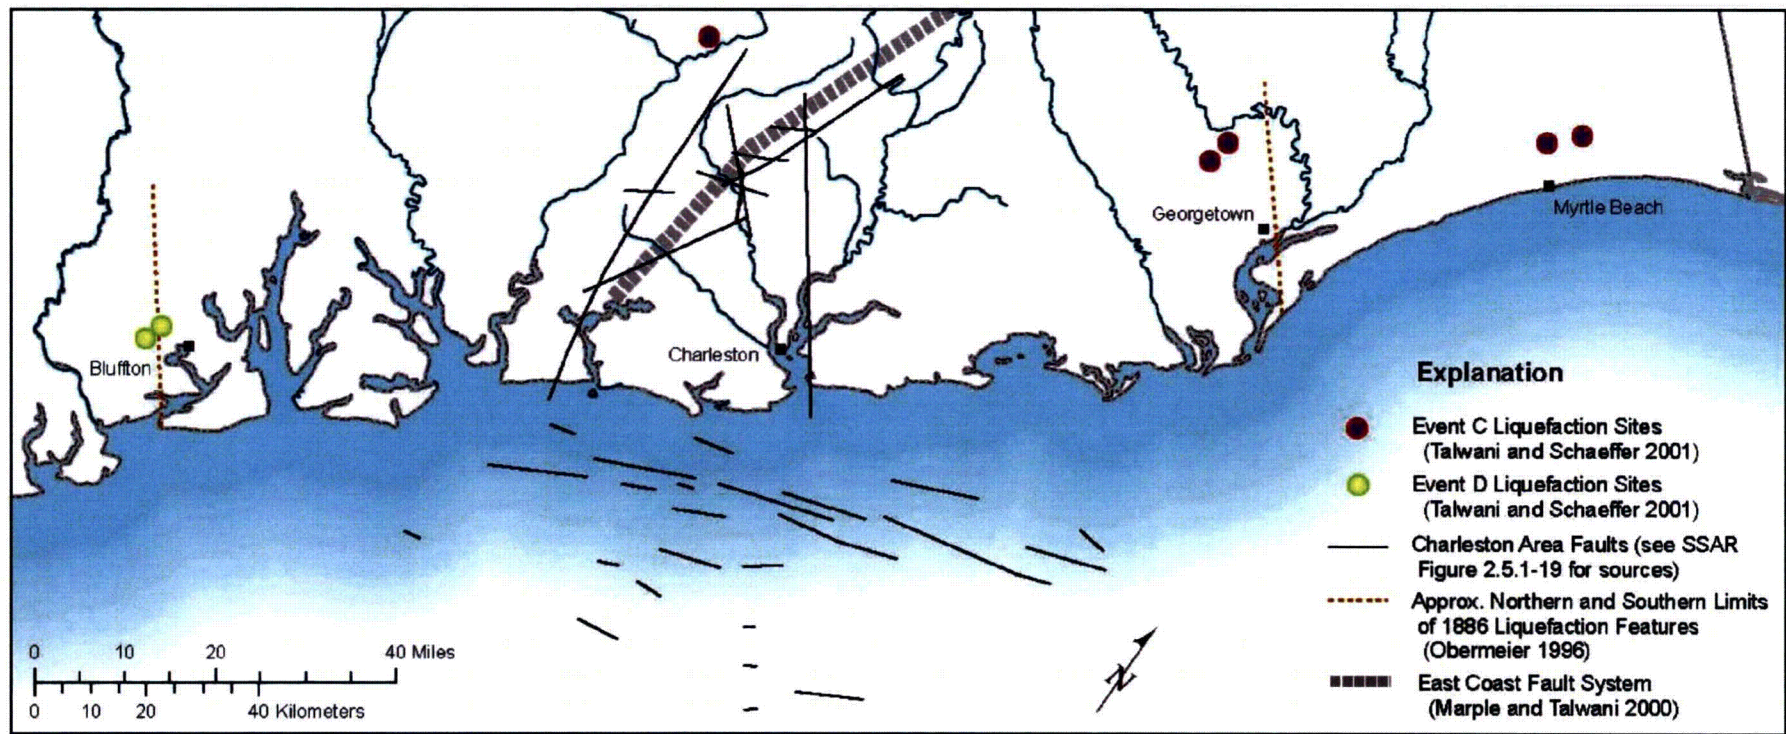 Georgetown
Myrtle Beach
Bluffton
Charleston
Explanation
Event C Liquefaction Sites
(Talwani and Schaeffer 2001)
Event D Liquefaction Sites
(Talwani and Schaeffer 2001)
Charleston Area Faults (see SSAR
Figure 2.5.1-19 for sources)
Approx. Northern and Southern Limits
of 1886 Liquefaction Features
(Obermeier 1996)
East Coast Fault System
(Marple and Talwani 2000)
0 10 20 40 Miles
0 10 20 40 Kilometers
N